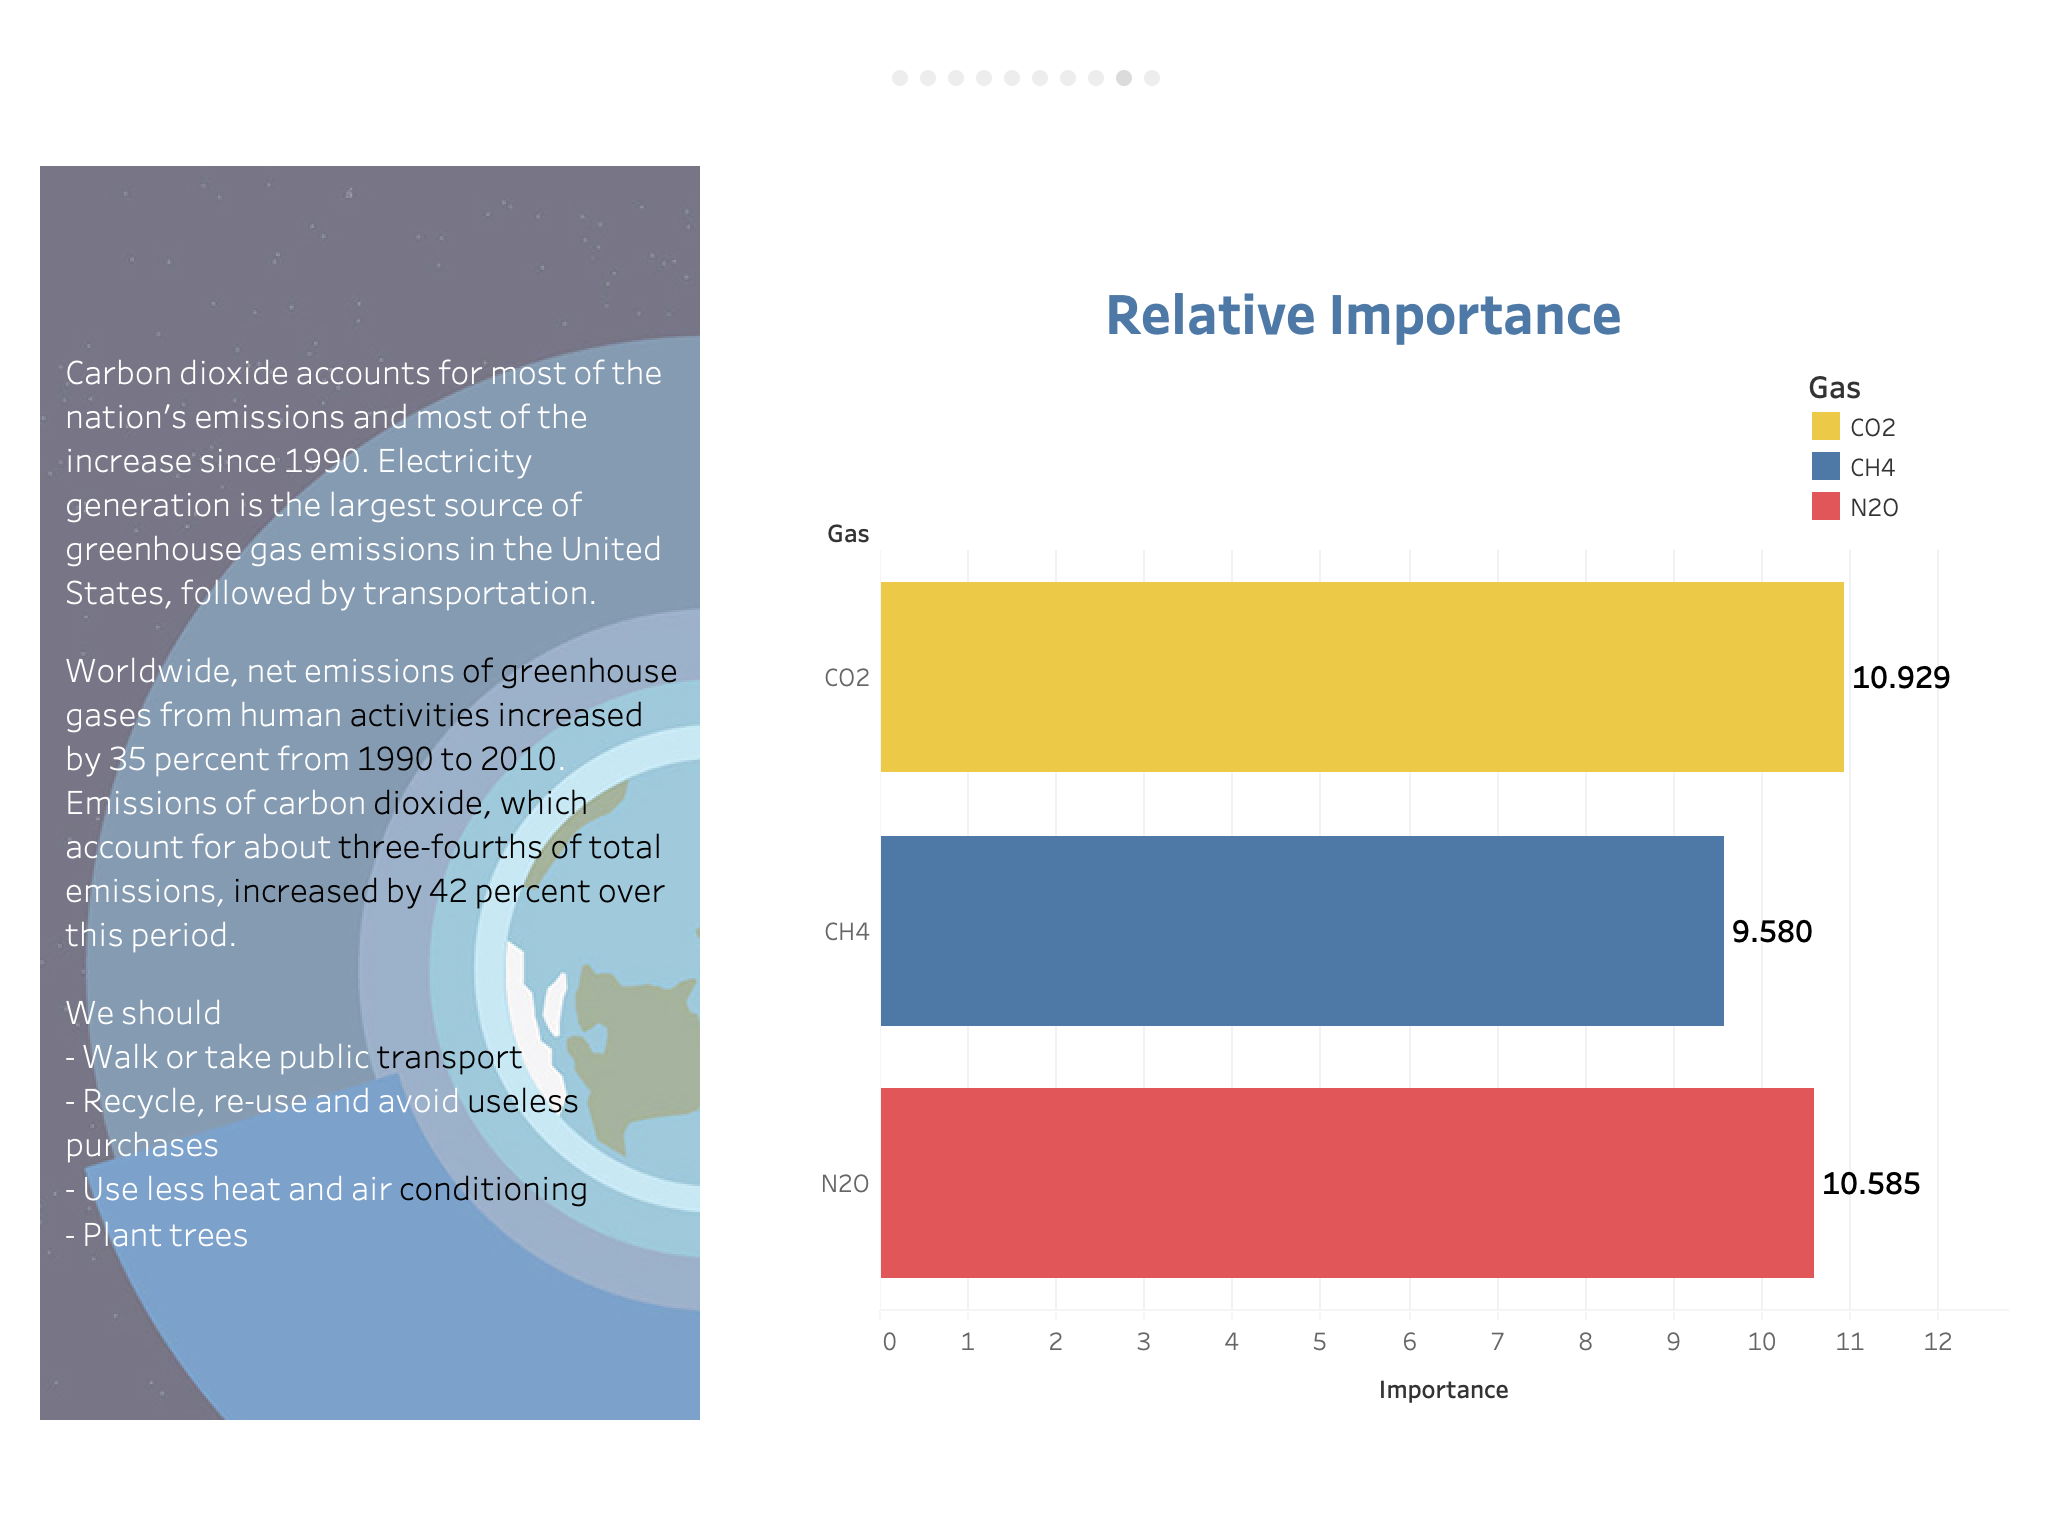 Carbon dioxide accounts for most of the
nation's emissions and most of the
increase since 1990. Electricity
generation is the largest source of
greenhouse gas emissions in the United
States, followed by transportation.
Worldwide, net emissions of greenhouse
gases from human activities increased
by 35 percent from 1990 to 2010.
Emissions of carbon dioxide, which
account for about three-fourths of total
emissions, increased by 42 percent over
this period.
We should
- Walk or take public transport
- Recycle, re-use and avoid useless
purchases
- Use less heat and air conditioning
- Plant trees
Relative Importance
Gas
CO2
CH4
N2O
Gas
CO2
10.929
CH4
9.580
N2O
10.585
0 1 2 3 4 5 6 7 8 9 10 11 12
Importance